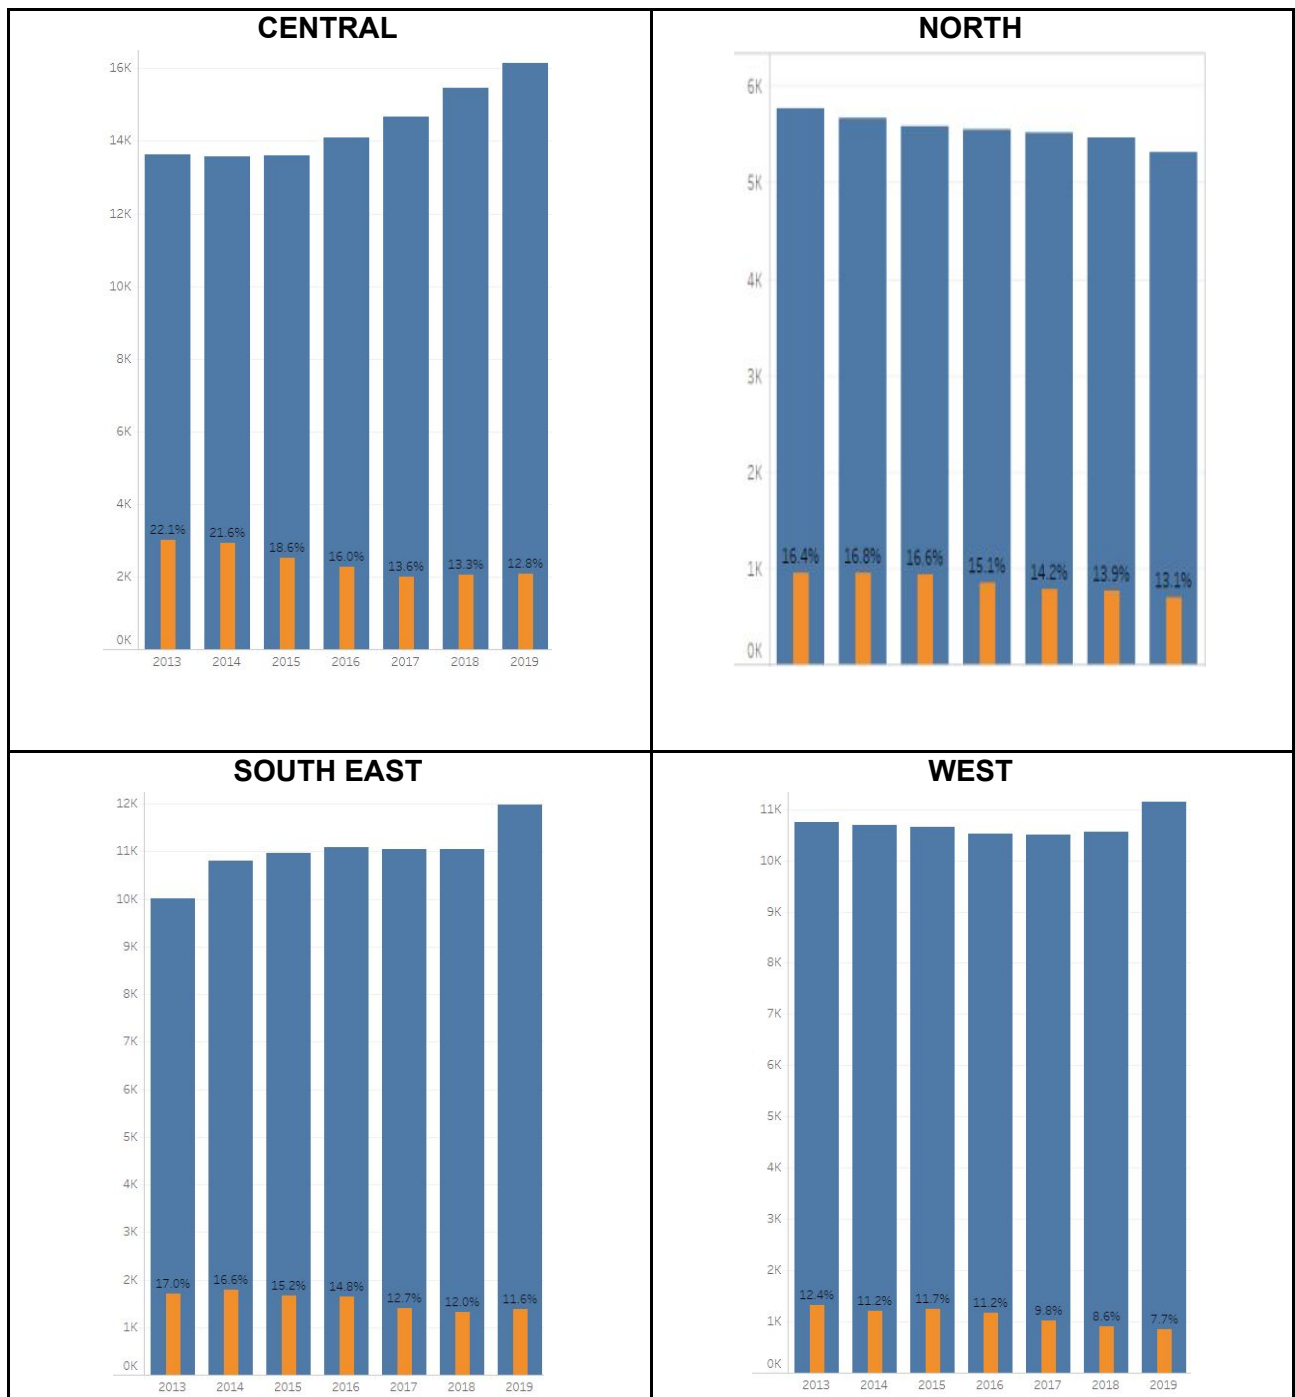 CENTRAL
16K
14K
12K
10K
8K
6K
4K
2K
0K
22.1% 21.6% 18.6% 16.0% 13.6% 13.3% 12.8%
2013 2014 2015 2016 2017 2018 2019
NORTH
6K
5K
4K
3K
2K
1K
0K
16.4% 16.8% 16.6% 15.1% 14.2% 13.9% 13.1%
SOUTH EAST
12K
11K
10K
9K
8K
7K
6K
5K
4K
3K
2K
1K
0K
17.0% 16.6% 15.2% 14.8% 12.7% 12.0% 11.6%
2013 2014 2015 2016 2017 2018 2019
WEST
11K
10K
9K
8K
7K
6K
5K
4K
3K
2K
1K
0K
12.4% 11.2% 11.7% 11.2% 9.8% 8.6% 7.7%
2013 2014 2015 2016 2017 2018 2019